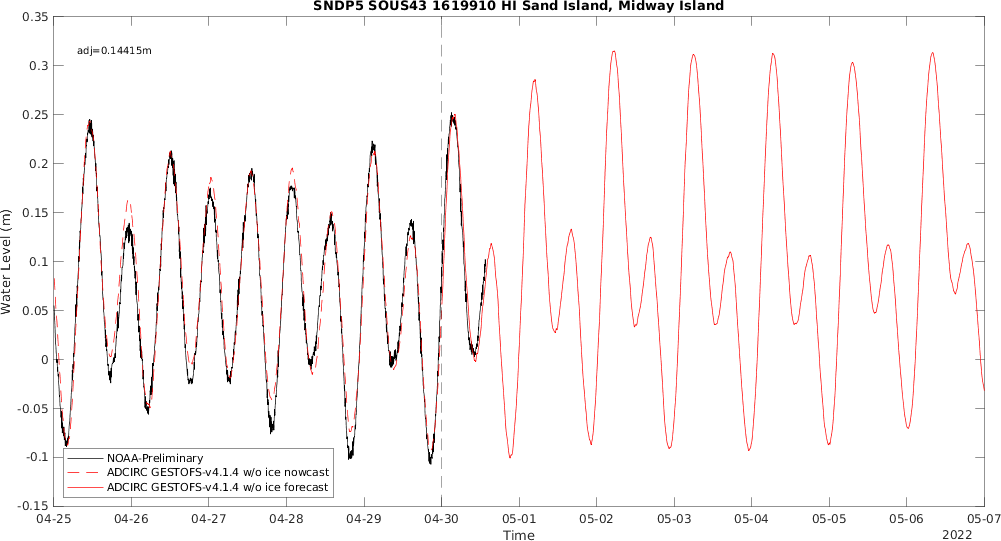 SNDP5 SOUS43 1619910 HI Sand Island, Midway Island
0.35
adj=0.14415m
0.3
0.25
0.2
0.15
0.1
0.05
0
-0.05
-0.1
-0.15
Water Level (m)
NOAA-Preliminary
ADCIRC GESTOFS-v4.1.4 w/o ice nowcast
ADCIRC GESTOFS-v4.1.4 w/o ice forecast
04-25 04-26 04-27 04-28 04-29 04-30 05-01 05-02 05-03 05-04 05-05 05-06 05-07
Time
2022